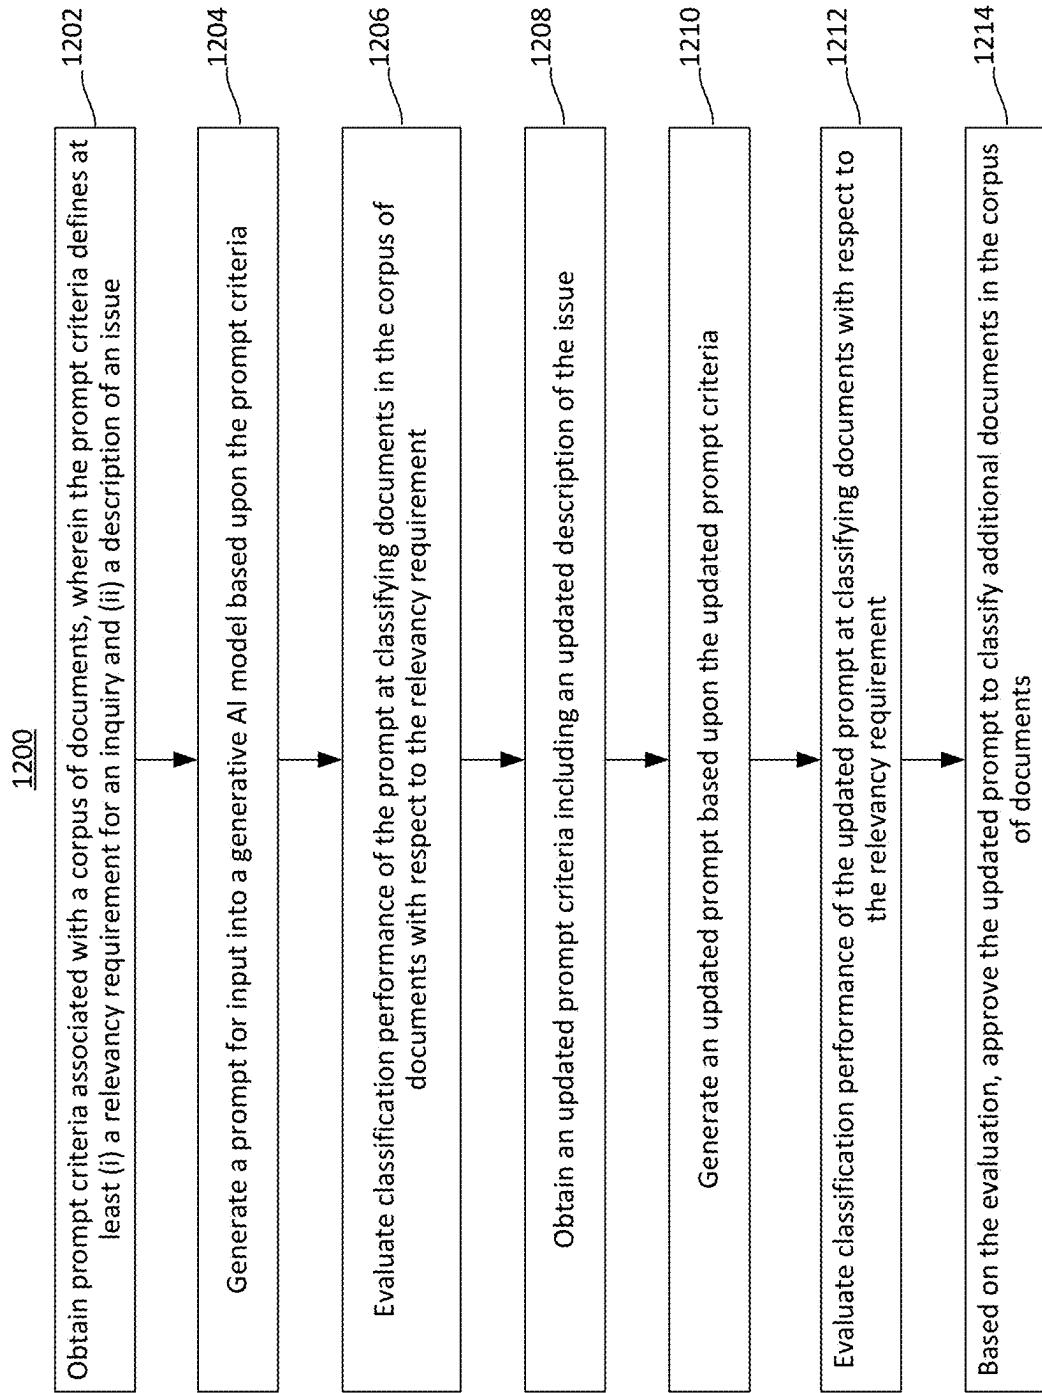 1200
Obtain prompt criteria associated with a corpus of documents, wherein the prompt criteria defines at
least (i) a relevancy requirement for an inquiry and (ii) a description of an issue
1202
Generate a prompt for input into a generative AI model based upon the prompt criteria
1204
Evaluate classification performance of the prompt at classifying documents in the corpus of
documents with respect to the relevancy requirement
1206
Obtain an updated prompt criteria including an updated description of the issue
1208
Generate an updated prompt based upon the updated prompt criteria
1210
Evaluate classification performance of the updated prompt at classifying documents with respect to
the relevancy requirement
1212
Based on the evaluation, approve the updated prompt to classify additional documents in the corpus
of documents
1214